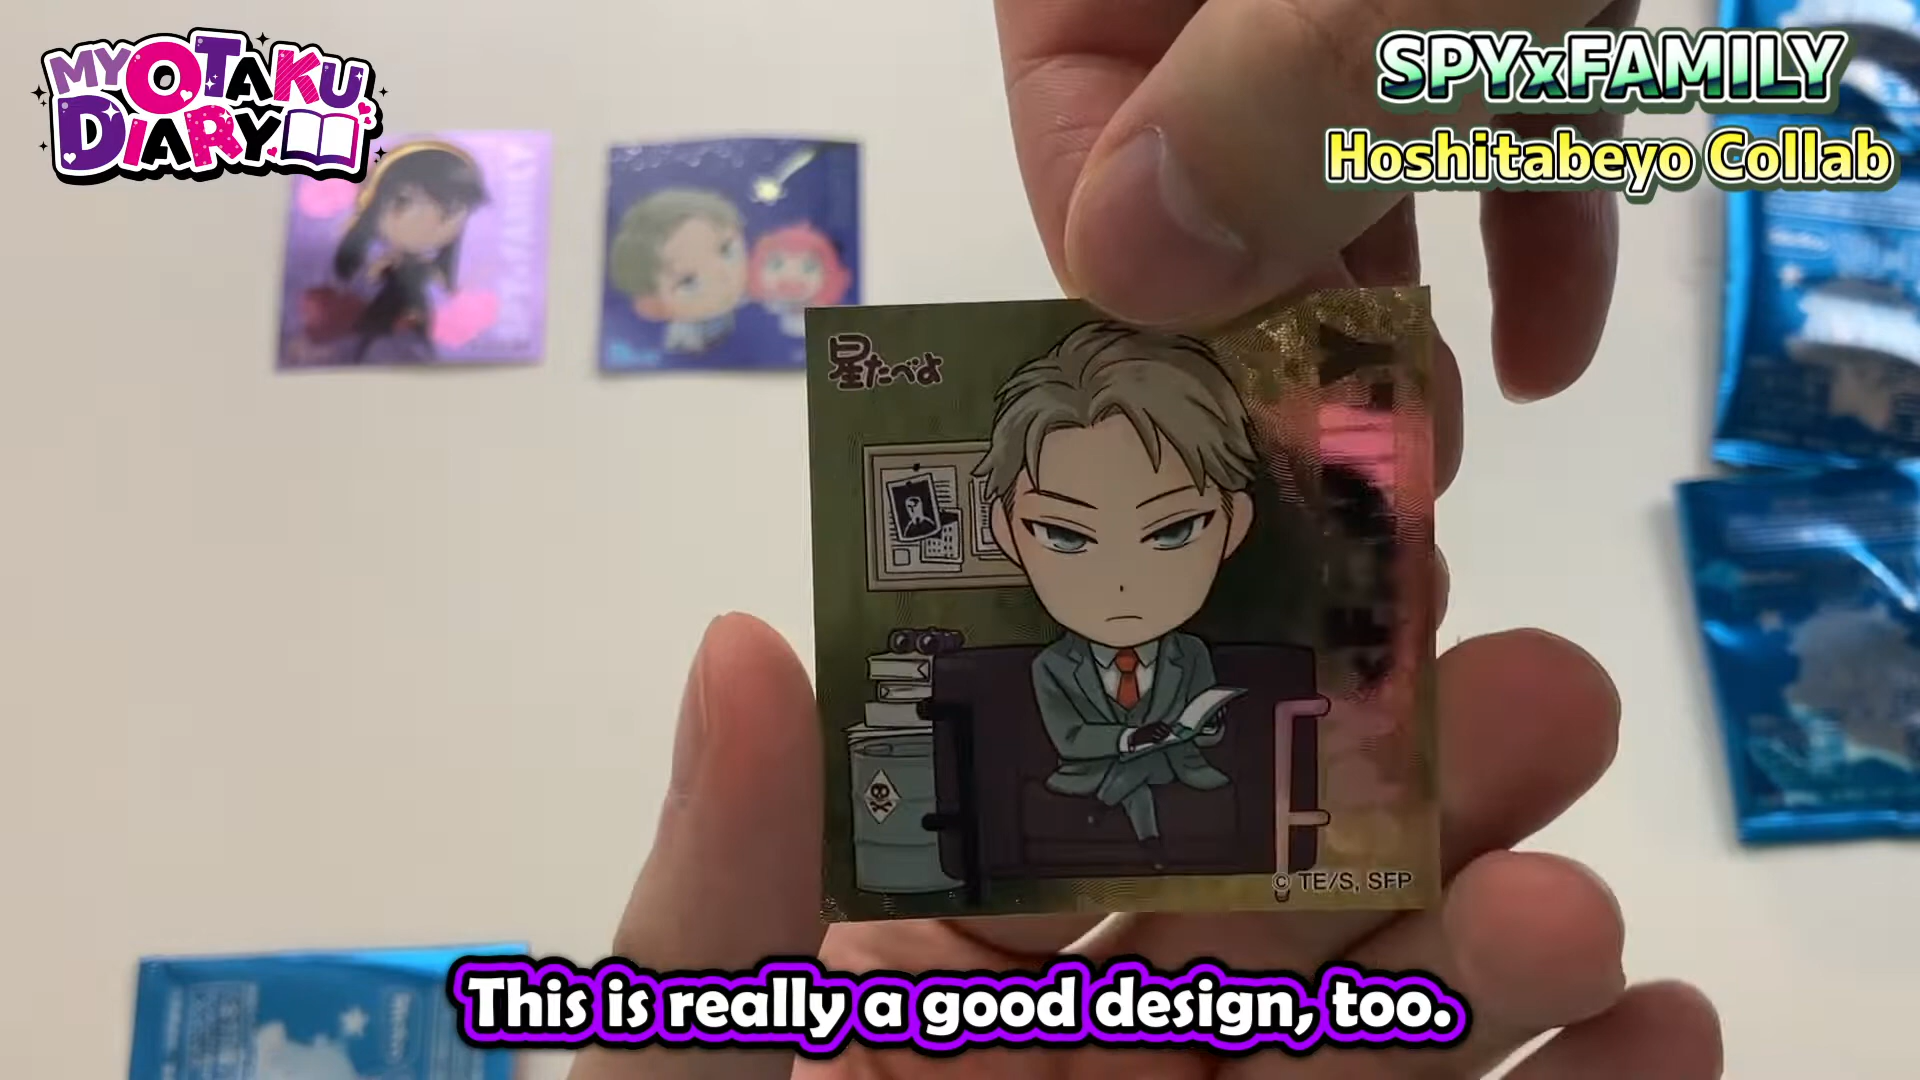 MY OTAKU
DIARY
SPYxFAMILY
Hoshitabeyo Collab
星たべよ
© TE/S, SFP
This is really a good design, too.